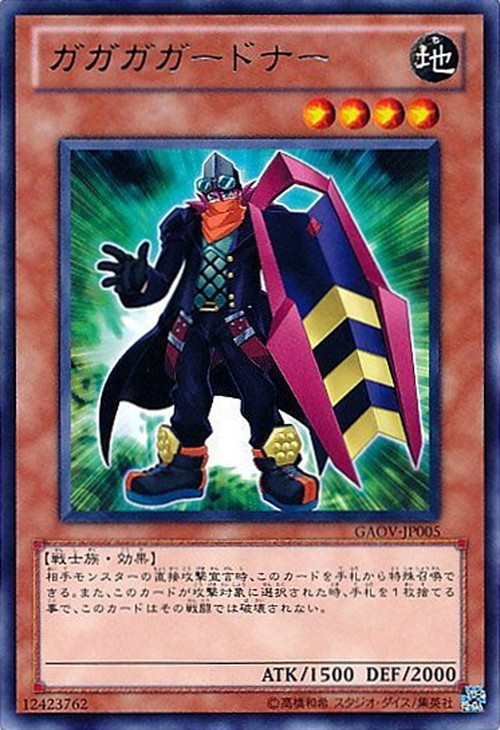 ガガガガードナー
地
GAOV-JP005
【戦士族・効果】
相手モンスターの直接攻撃宣言時、このカードを手札から特殊召喚で
きる。また、このカードが攻撃対象に選択された時、手札を1枚捨てる
事で、このカードはその戦闘では破壊されない。
ATK/1500 DEF/2000
12423762 ©高橋和希 スタジオ・ダイス/集英社